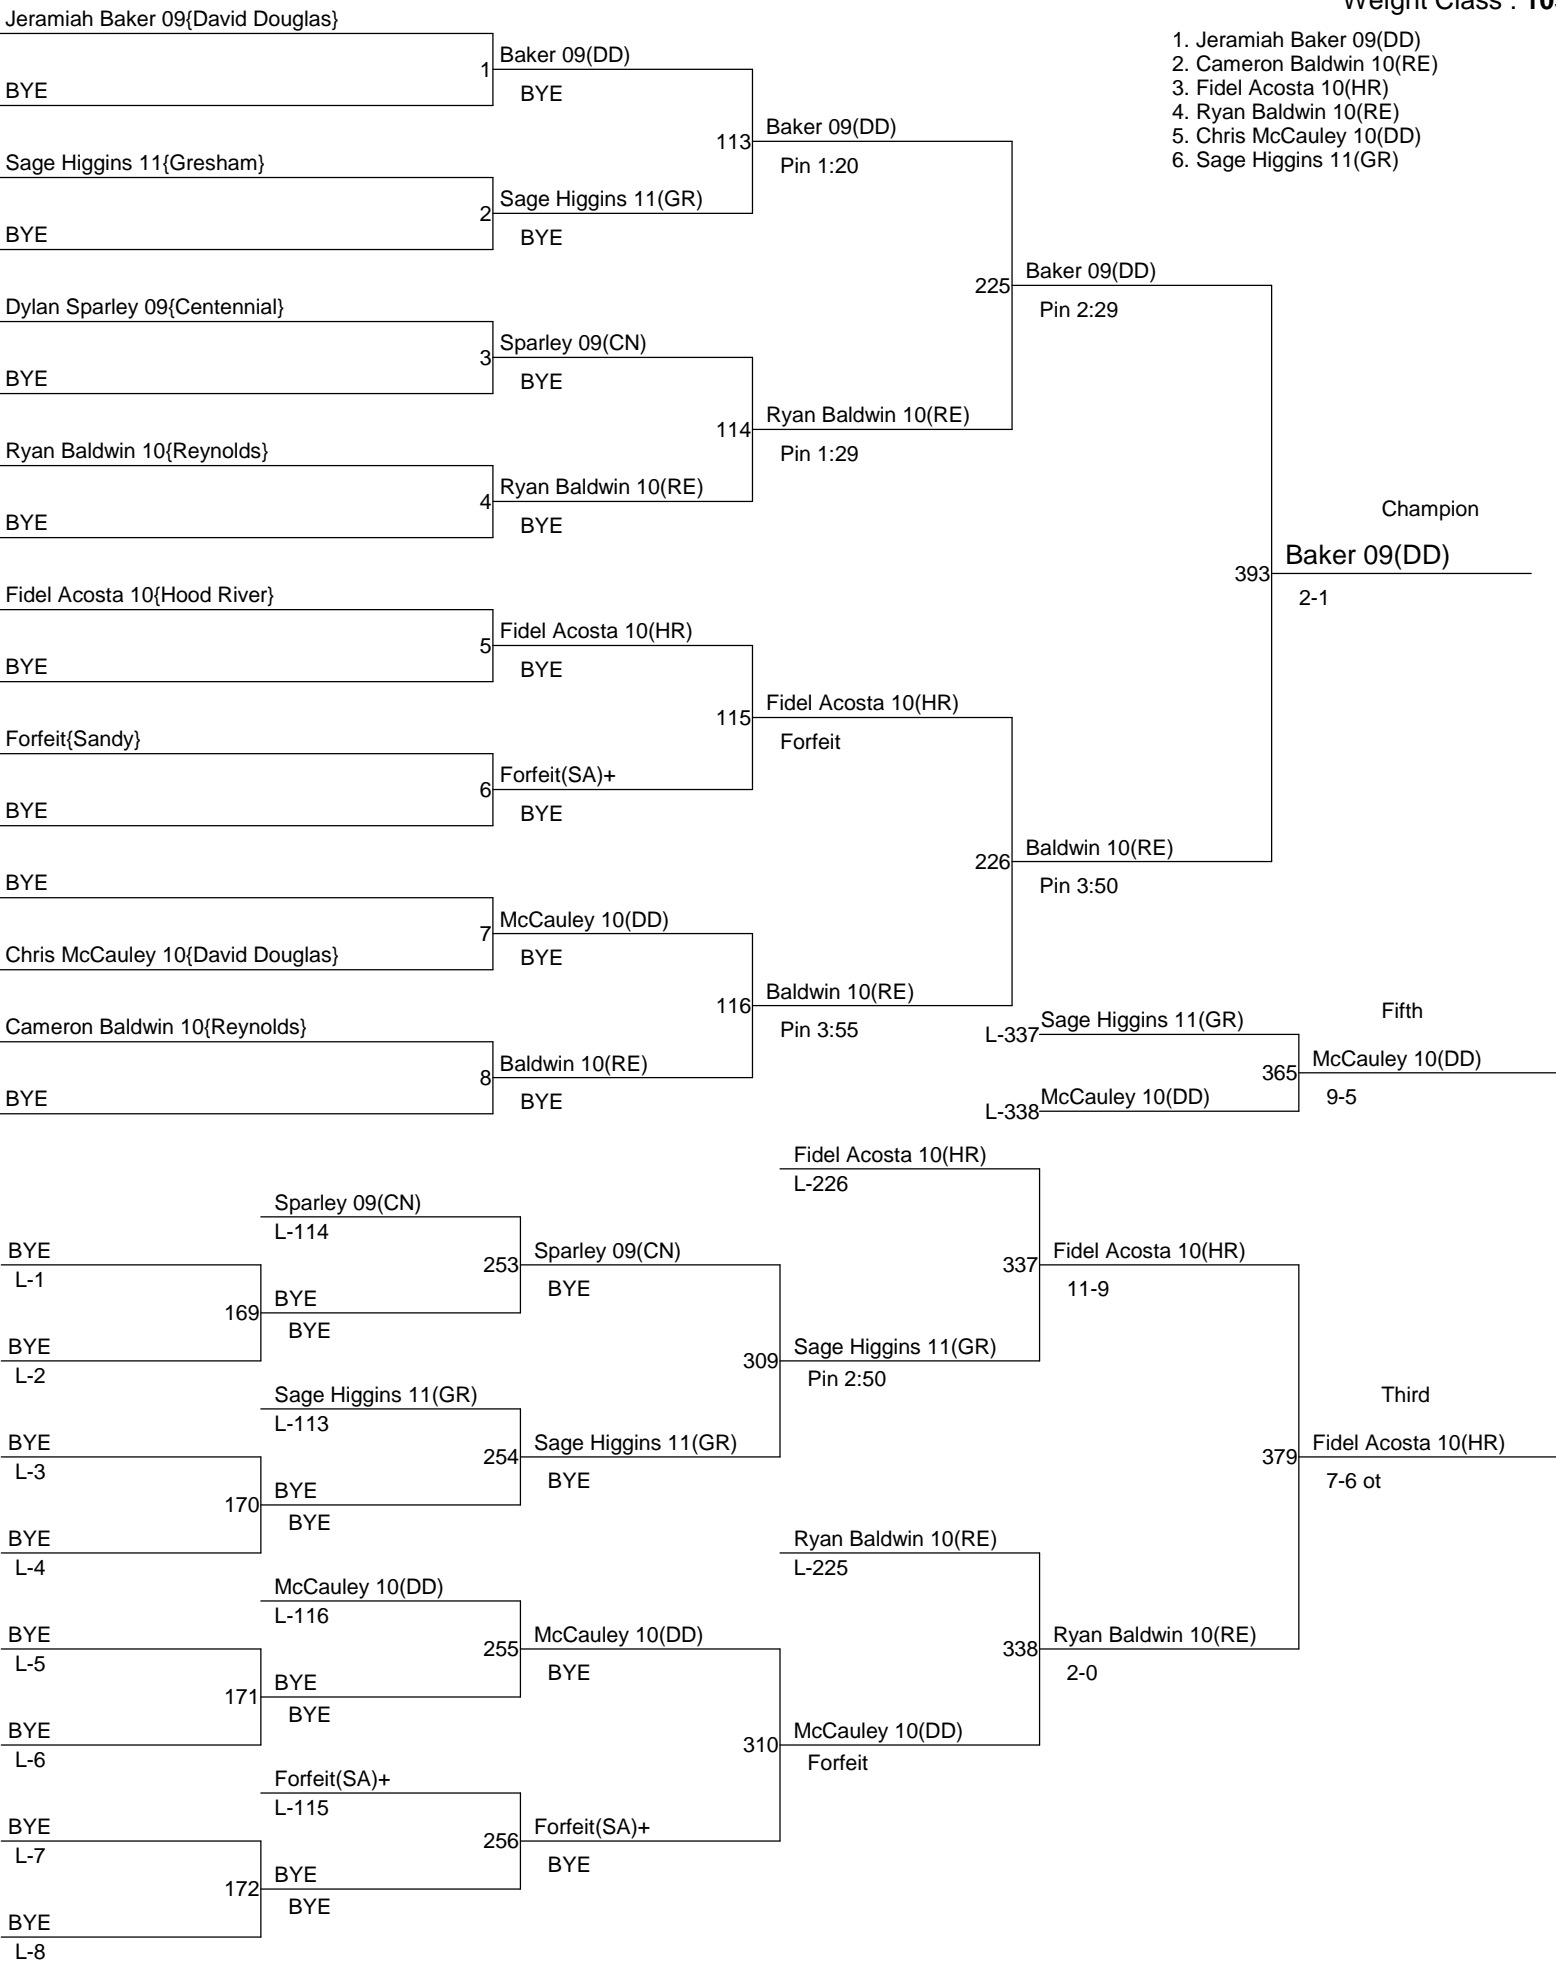 Weight Class :
1. Jeramiah Baker 09(DD)
2. Cameron Baldwin 10(RE)
3. Fidel Acosta 10(HR)
4. Ryan Baldwin 10(RE)
5. Chris McCauley 10(DD)
6. Sage Higgins 11(GR)
Jeramiah Baker 09{David Douglas}
BYE
Sage Higgins 11{Gresham}
BYE
Dylan Sparley 09{Centennial}
BYE
Ryan Baldwin 10{Reynolds}
BYE
Fidel Acosta 10{Hood River}
BYE
Forfeit{Sandy}
BYE
BYE
Chris McCauley 10{David Douglas}
Cameron Baldwin 10{Reynolds}
BYE
1 Baker 09(DD)
BYE
2 Sage Higgins 11(GR)
BYE
3 Sparley 09(CN)
BYE
4 Ryan Baldwin 10(RE)
BYE
5 Fidel Acosta 10(HR)
BYE
6 Forfeit(SA)+
BYE
7 McCauley 10(DD)
BYE
8 Baldwin 10(RE)
BYE
113 Baker 09(DD)
Pin 1:20
114 Ryan Baldwin 10(RE)
Pin 1:29
115 Fidel Acosta 10(HR)
Forfeit
116 Baldwin 10(RE)
Pin 3:55
225 Baker 09(DD)
Pin 2:29
226 Baldwin 10(RE)
Pin 3:50
Champion
393 Baker 09(DD)
2-1
L-337 Sage Higgins 11(GR)
L-338 McCauley 10(DD)
Fifth
365 McCauley 10(DD)
9-5
BYE
L-1
BYE
L-2
BYE
L-3
BYE
L-4
BYE
L-5
BYE
L-6
BYE
L-7
BYE
L-8
Sparley 09(CN)
L-114
169 BYE
BYE
Sage Higgins 11(GR)
L-113
170 BYE
BYE
McCauley 10(DD)
L-116
171 BYE
BYE
Forfeit(SA)+
L-115
172 BYE
BYE
253 Sparley 09(CN)
BYE
254 Sage Higgins 11(GR)
BYE
255 McCauley 10(DD)
BYE
256 Forfeit(SA)+
BYE
Fidel Acosta 10(HR)
L-226
309 Sage Higgins 11(GR)
Pin 2:50
Ryan Baldwin 10(RE)
L-225
310 McCauley 10(DD)
Forfeit
337 Fidel Acosta 10(HR)
11-9
338 Ryan Baldwin 10(RE)
2-0
Third
379 Fidel Acosta 10(HR)
7-6 ot